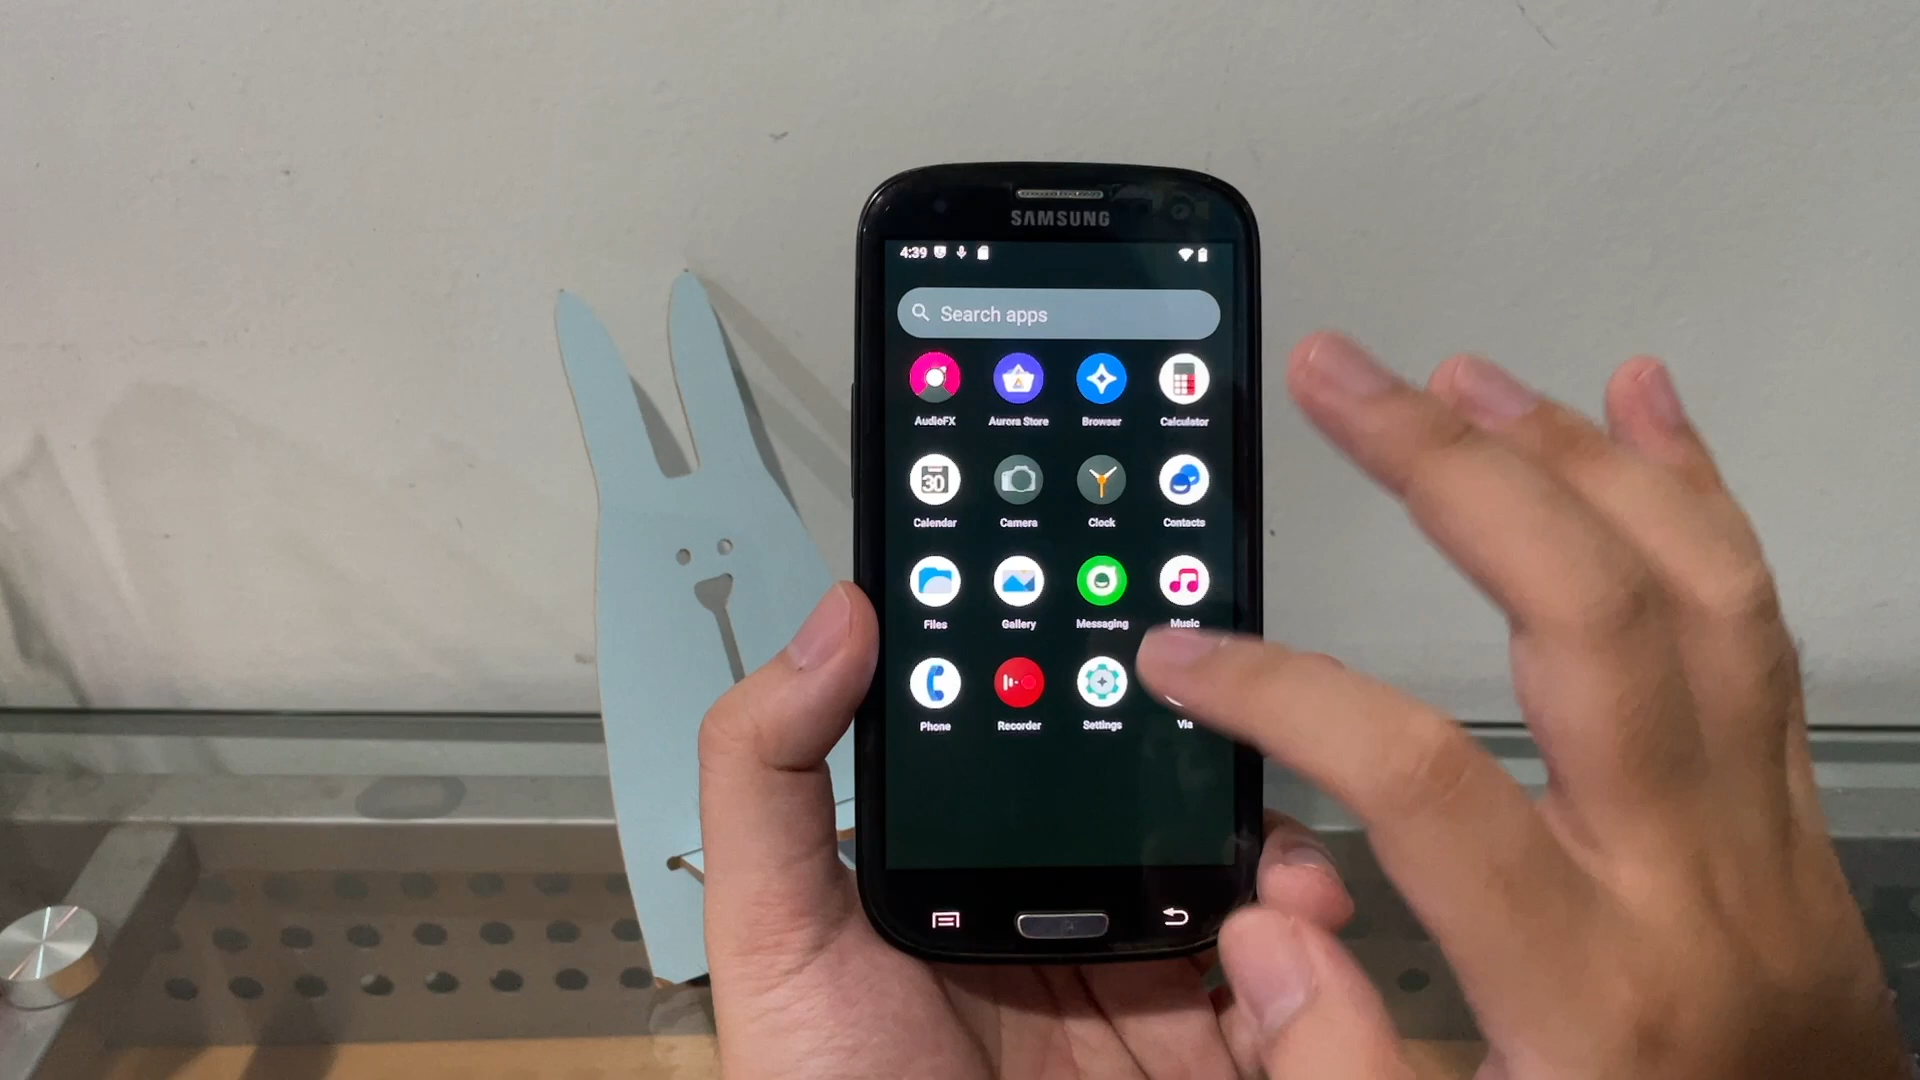 SAMSUNG
4:39
Search apps
AudioFX Aurora Store Browser Calculator
30
Calendar Camera Clock Contacts
Files Gallery Messaging Music
Phone Recorder Settings Via